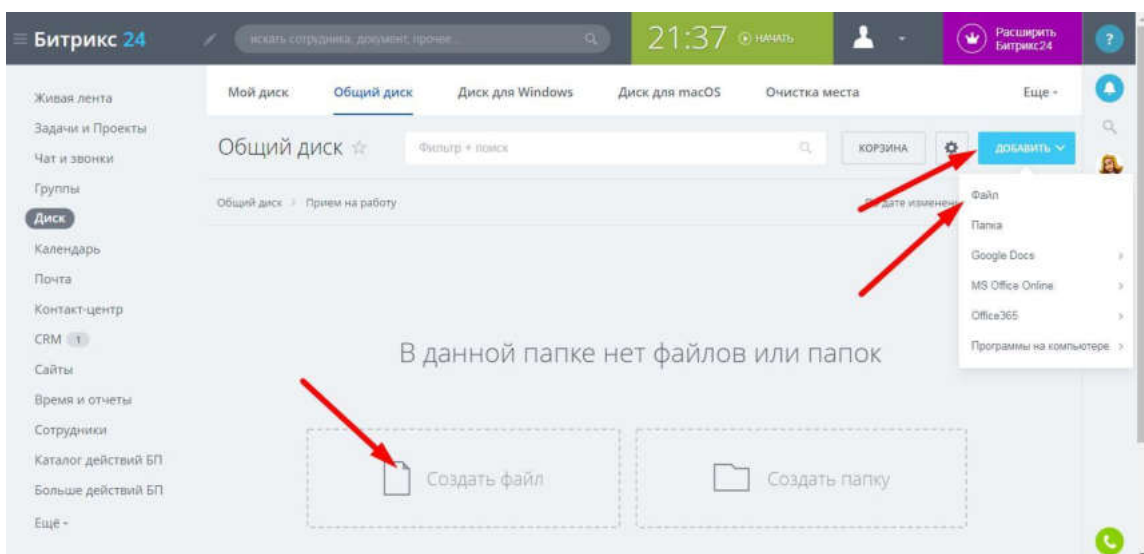 Битрикс 24
искать сотрудника, документ, прочее...
21:37 НАЧАТЬ
Расширить
Битрикс24
?
Живая лента
Задачи и Проекты
Чат и звонки
Группы
Диск
Календарь
Почта
Контакт-центр
CRM 1
Сайты
Время и отчеты
Сотрудники
Каталог действий БП
Больше действий БП
Ещё
Мой диск Общий диск Диск для Windows Диск для macOS Очистка места Еще
Общий диск Фильтр + поиск КОРЗИНА ДОБАВИТЬ
Общий диск Прием на работу дате изменен
Файл
Папка
Google Docs
MS Office Online
Office365
Программы на компьютере
В данной папке нет файлов или папок
Создать файл Создать папку